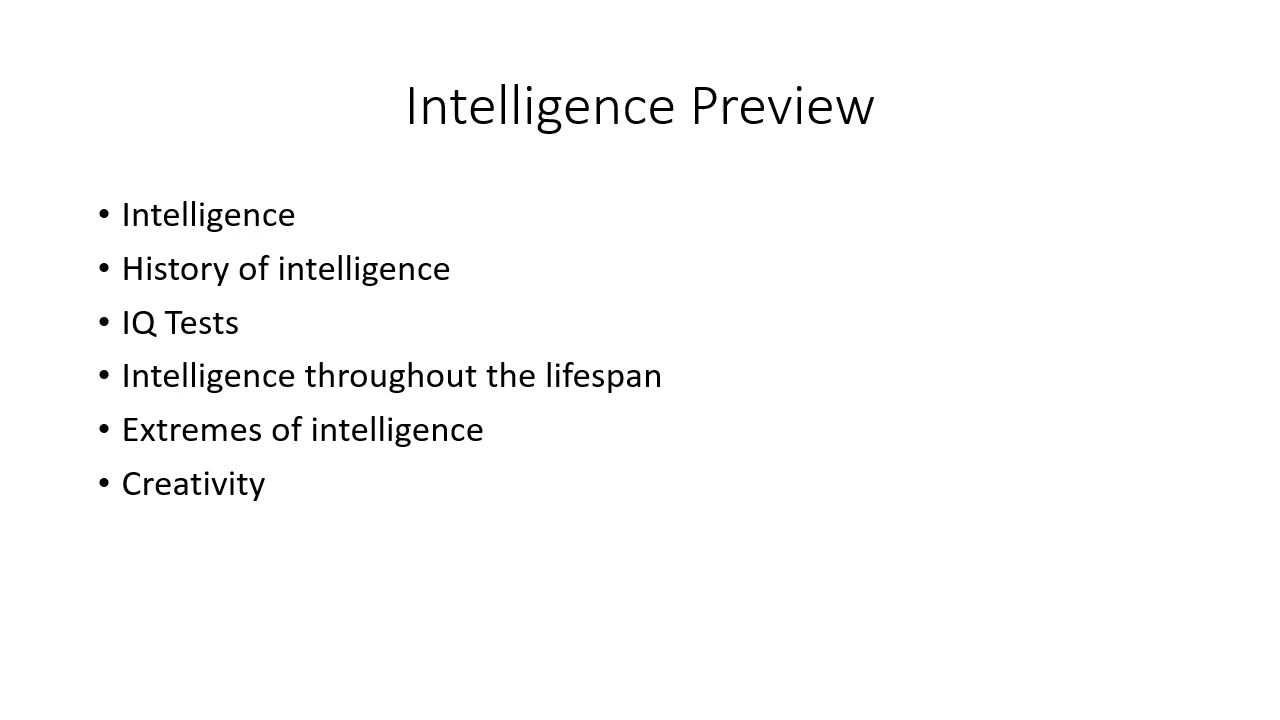 Intelligence Preview
• Intelligence
• History of intelligence
• IQ Tests
• Intelligence throughout the lifespan
• Extremes of intelligence
• Creativity